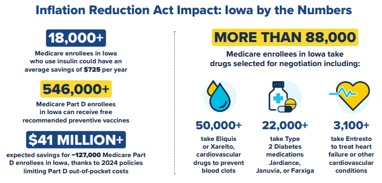 Inflation Reduction Act Impact: Iowa by the Numbers
18,000+
Medicare enrollees in Iowa
who use insulin could have an
average savings of $725 per year
546,000+
Medicare Part D enrollees
in Iowa can receive free
recommended preventive vaccines
$41 MILLION+
expected savings for ~127,000 Medicare Part
D enrollees in Iowa, thanks to 2024 policies
limiting Part D out-of-pocket costs
MORE THAN 88,000
Medicare enrollees in Iowa take
drugs selected for negotiation including:
50,000+
take Eliquis
or Xarelto,
cardiovascular
drugs to prevent
blood clots
22,000+
take Type
2 Diabetes
medications
Jardiance,
Januvia, or Farxiga
3,100+
take Entresto
to treat heart
failure or other
cardiovascular
conditions